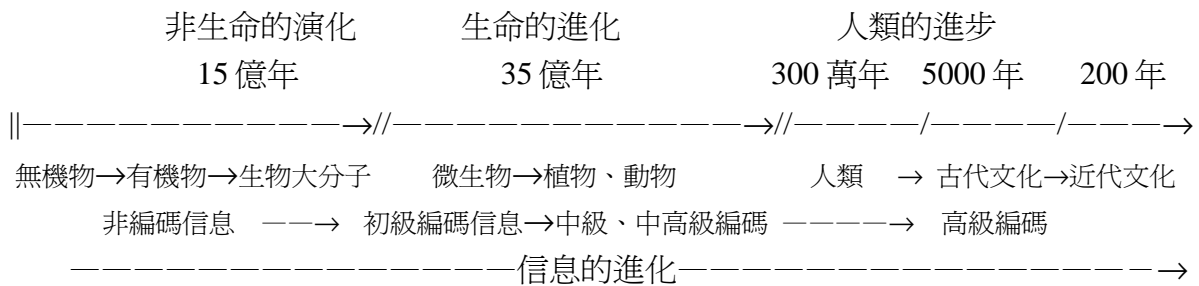 非生命的演化 生命的進化 人類的進步
15 億年 35 億年 300 萬年 5000 年 200 年
||——————————→//————————————→//————/————/———→
無機物→有機物→生物大分子 微生物→植物、動物 人類 → 古代文化→近代文化
非編碼信息 ——→ 初級編碼信息→中級、中高級編碼 ————→ 高級編碼
——————————————信息的進化———————————————→